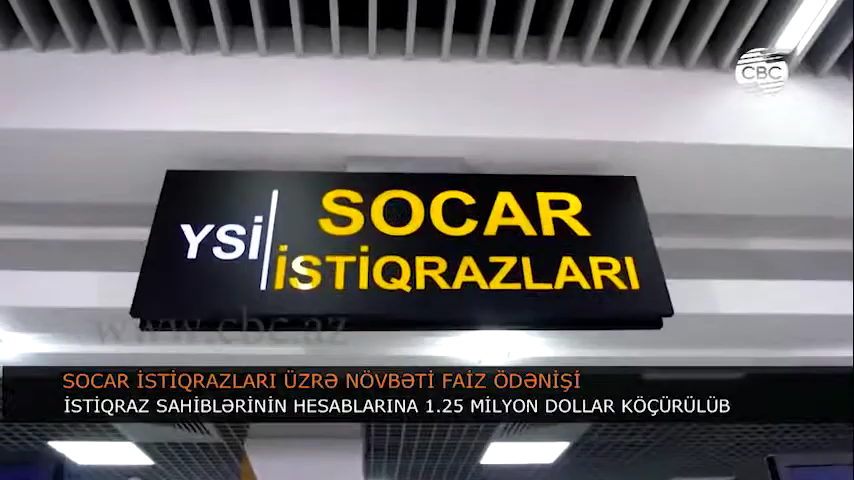 CBC
SOCAR
YSİ
İSTİQRAZLARI
www.cbc.az
SOCAR İSTİQRAZLARI ÜZRƏ NÖVBƏTİ FAİZ ÖDƏNİŞİ
İSTİQRAZ SAHİBLƏRİNİN HESABLARINA 1.25 MİLYON DOLLAR KÖÇÜRÜLÜB